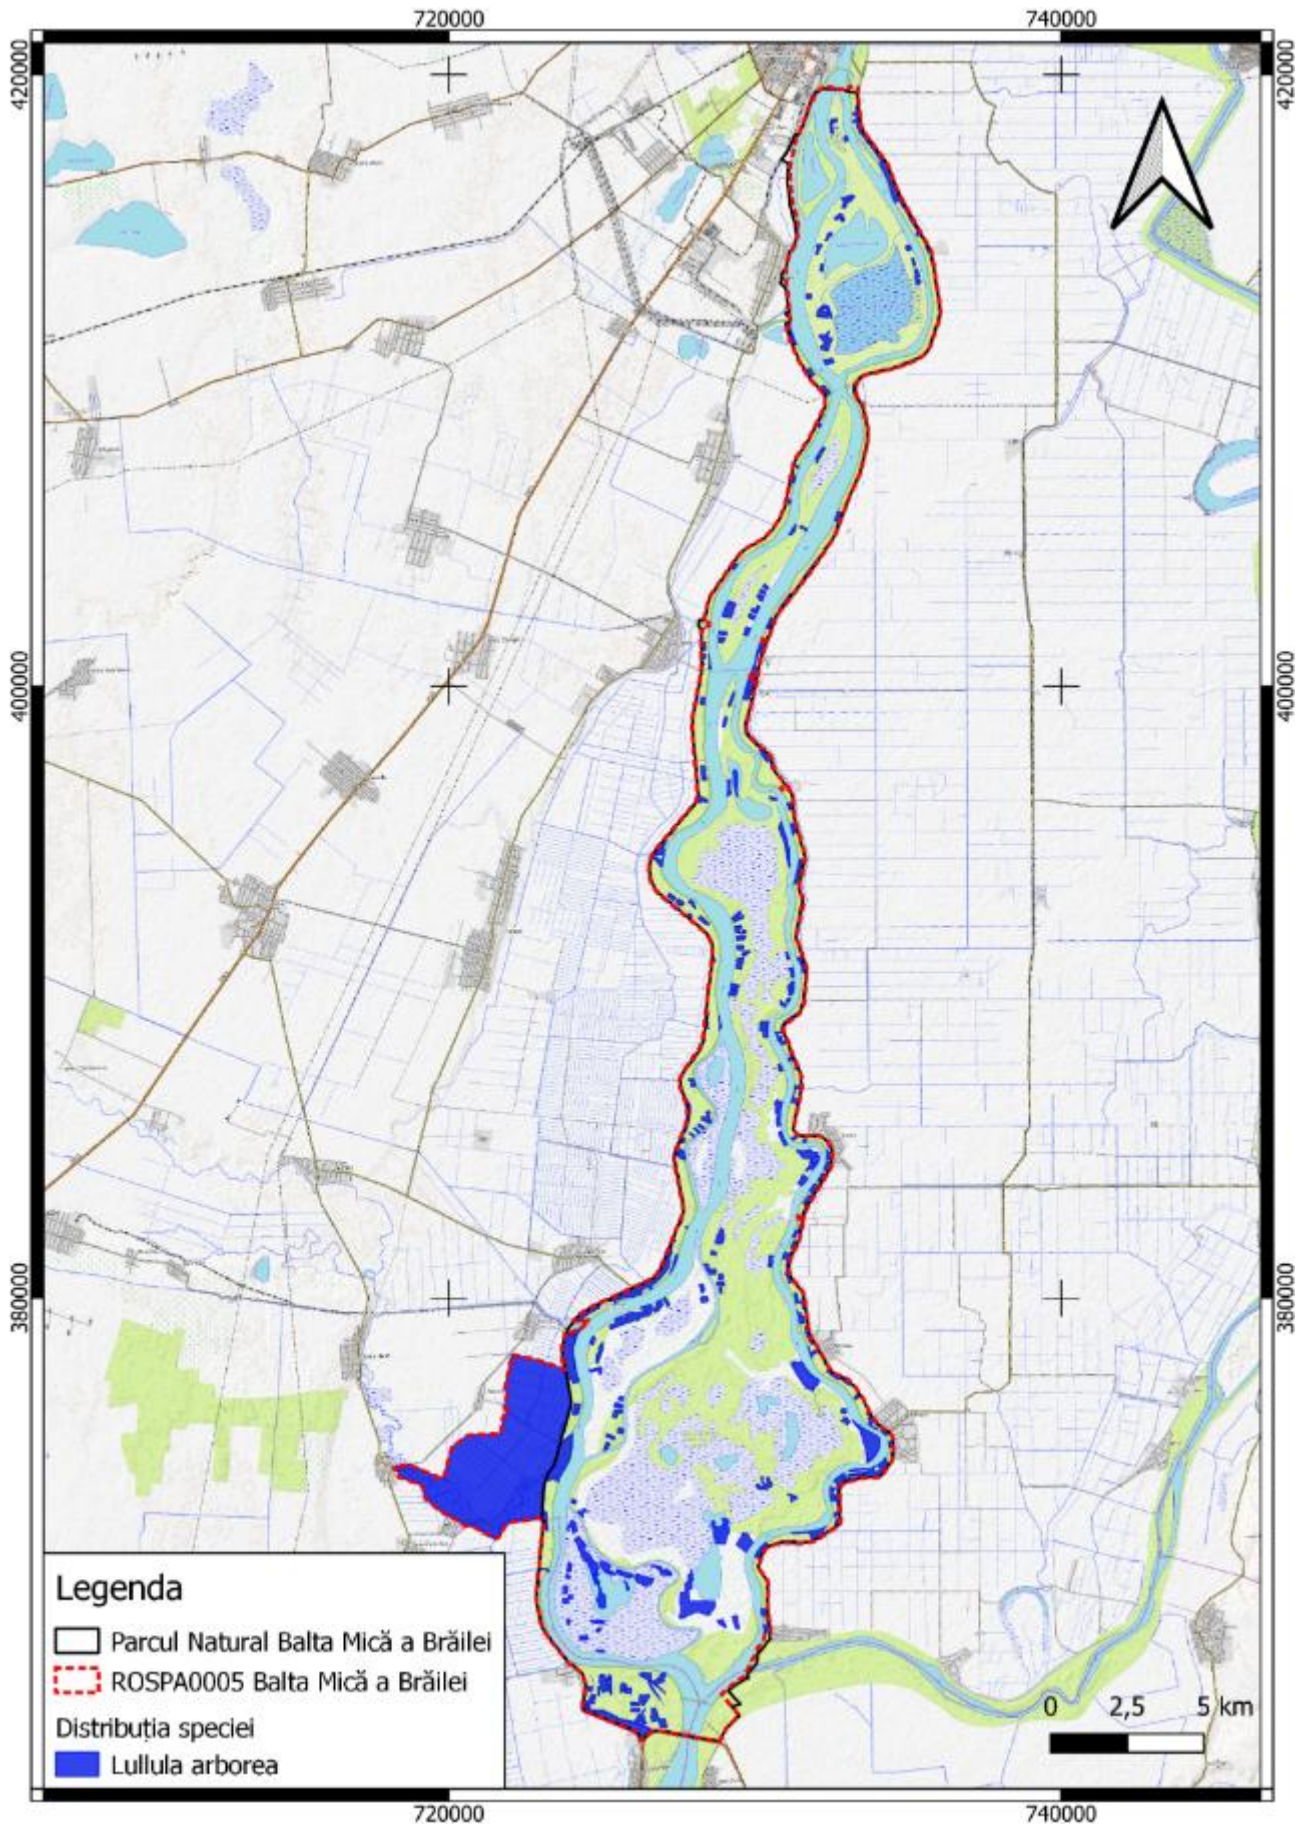 720000 740000
420000 420000
400000 400000
380000 380000
Legenda
Parcul Natural Balta Mică a Brăilei
ROSPA0005 Balta Mică a Brăilei
Distribuția speciei
Lullula arborea
0 2,5 5 km
720000 740000